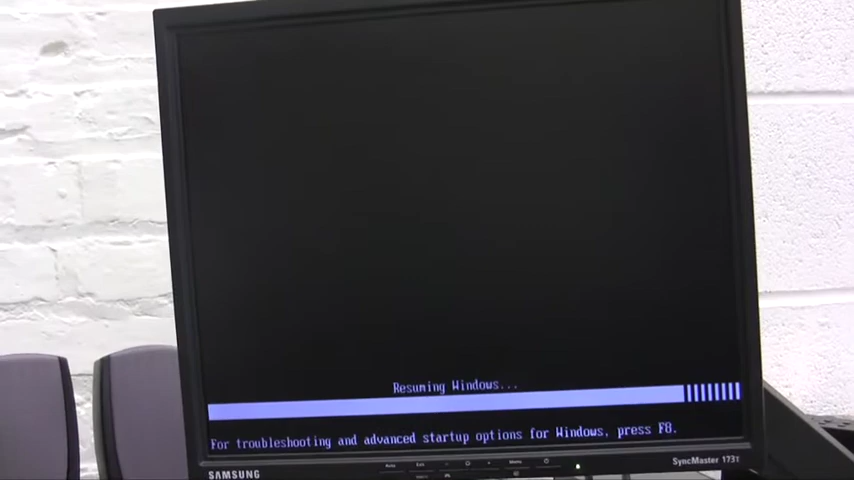 Resuming Windows...
For troubleshooting and advanced startup options for Windows, press F8.
SAMSUNG
SyncMaster 173T